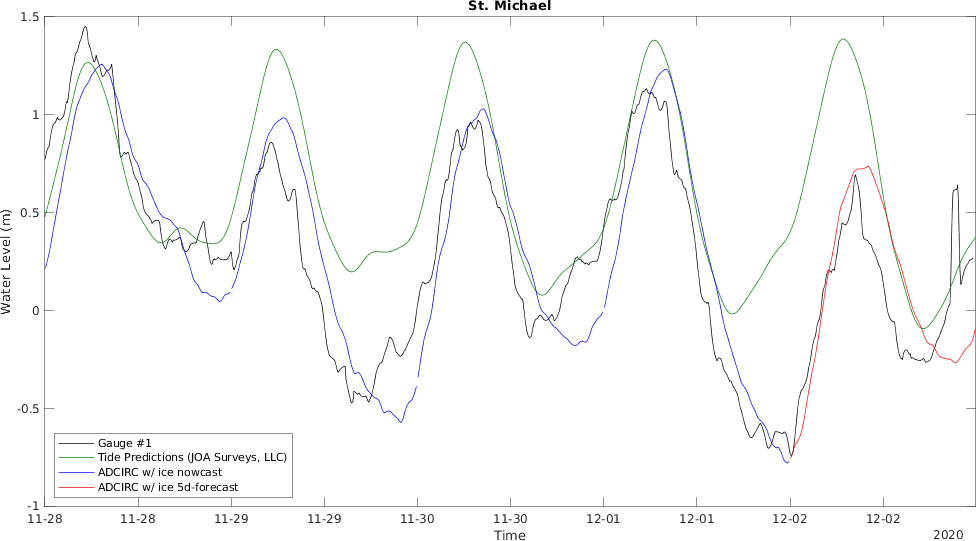 St. Michael
1.5
1
0.5
0
-0.5
-1
Water Level (m)
Gauge #1
Tide Predictions (JOA Surveys, LLC)
ADCIRC w/ ice nowcast
ADCIRC w/ ice 5d-forecast
11-28 11-28 11-29 11-29 11-30 11-30 12-01 12-01 12-02 12-02
Time
2020